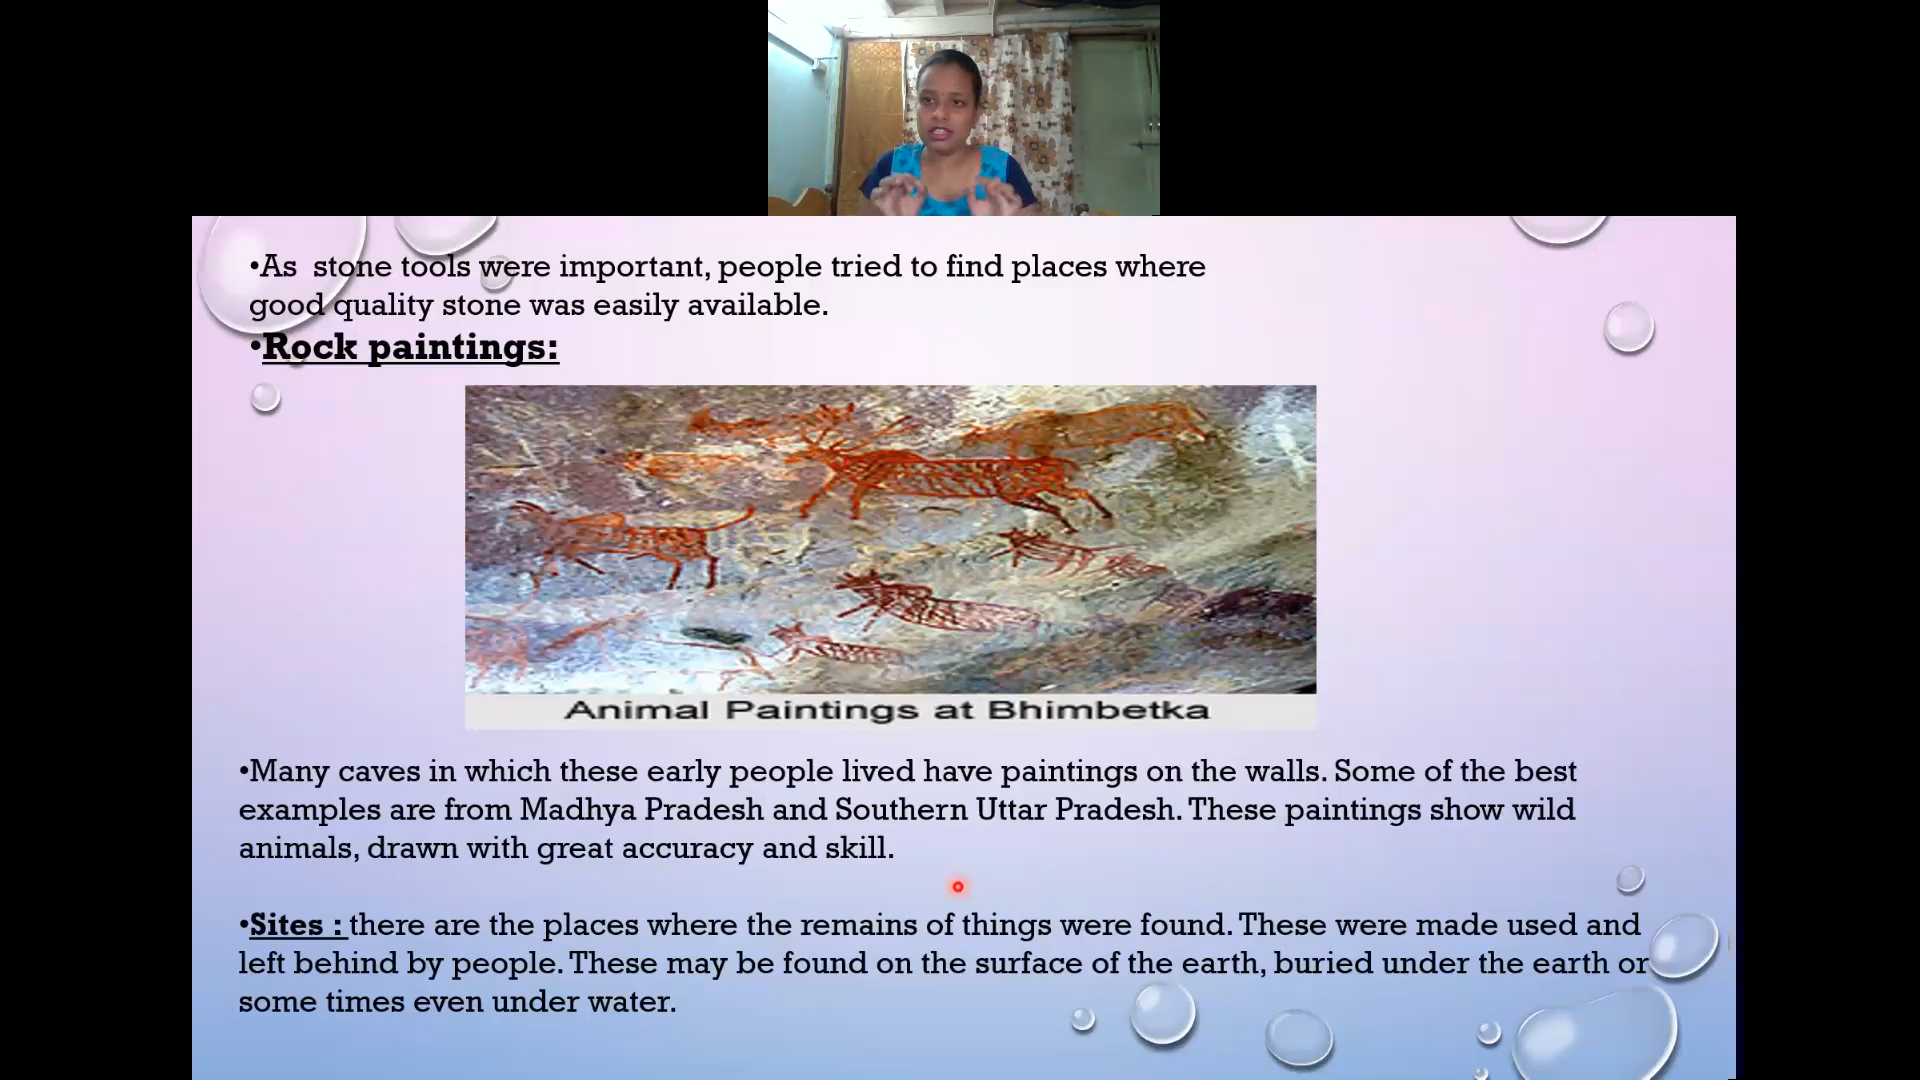 •As stone tools were important, people tried to find places where
good quality stone was easily available.
•Rock paintings:
Animal Paintings at Bhimbetka
•Many caves in which these early people lived have paintings on the walls. Some of the best
examples are from Madhya Pradesh and Southern Uttar Pradesh. These paintings show wild
animals, drawn with great accuracy and skill.
•Sites : there are the places where the remains of things were found. These were made used and
left behind by people. These may be found on the surface of the earth, buried under the earth or
some times even under water.